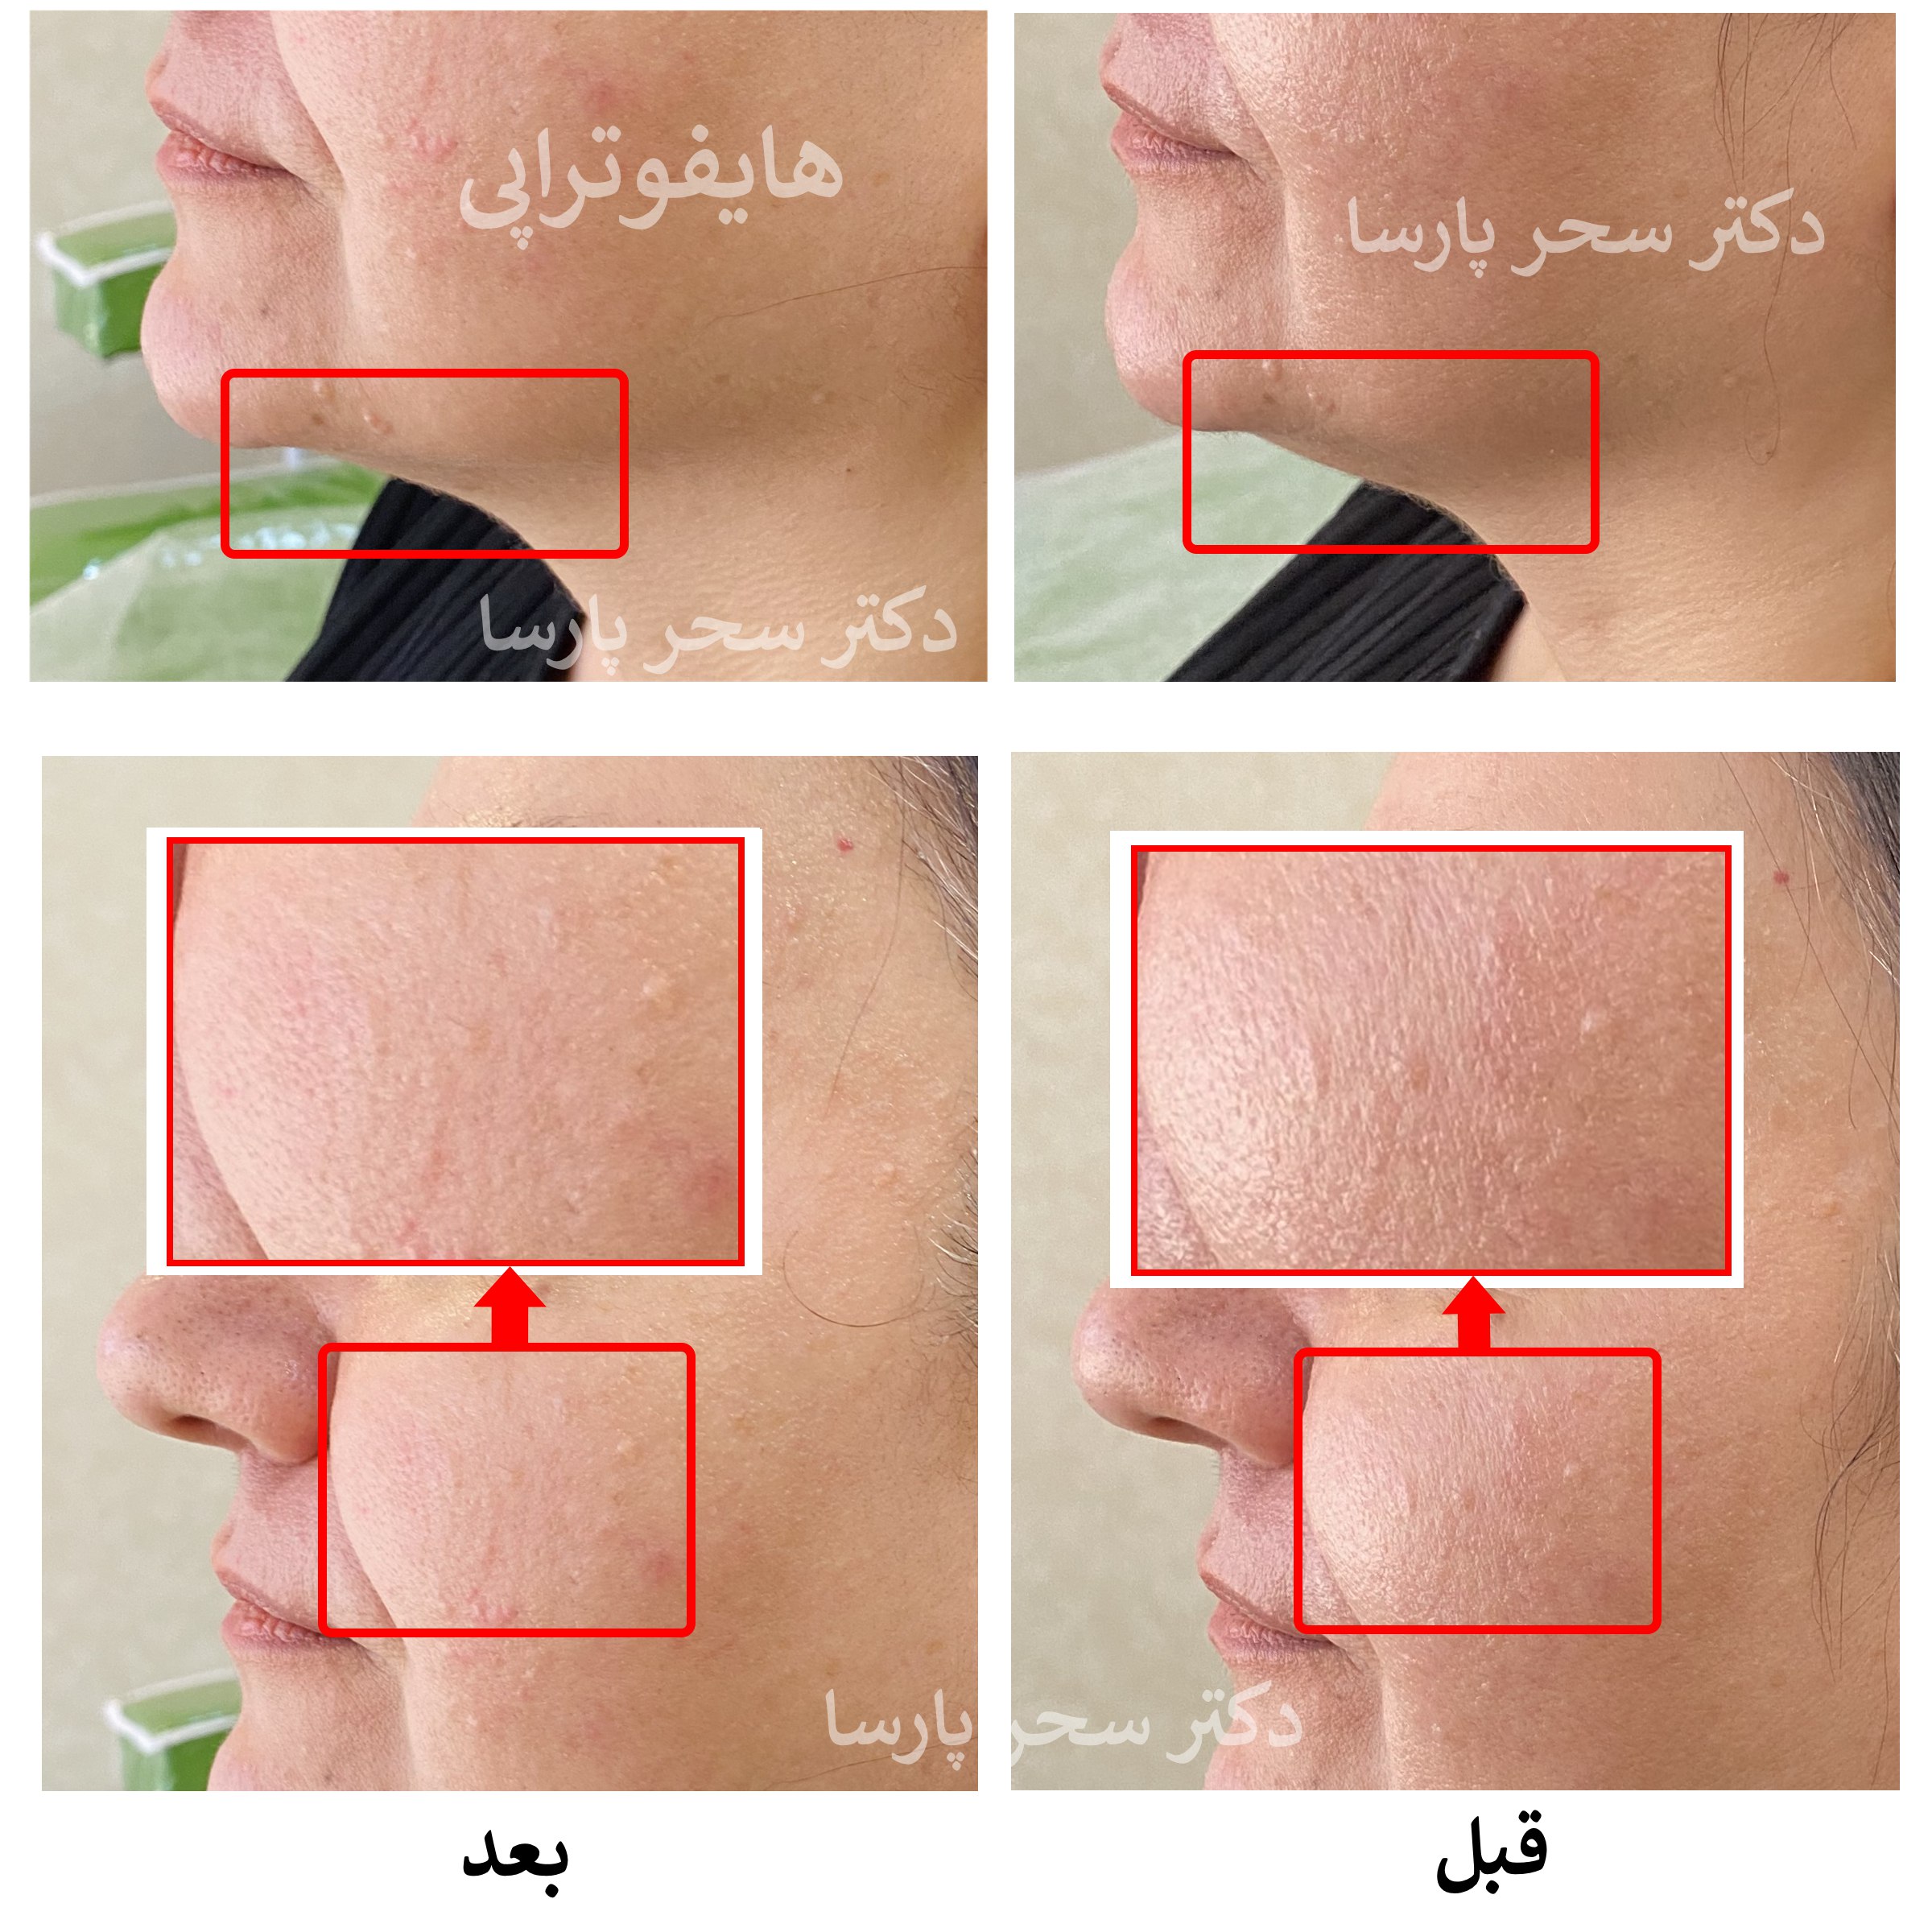 دکتر سحر پارسا
هایفوتراپی
دکتر سحر پارسا
دکتر سحر پارسا
قبل
بعد